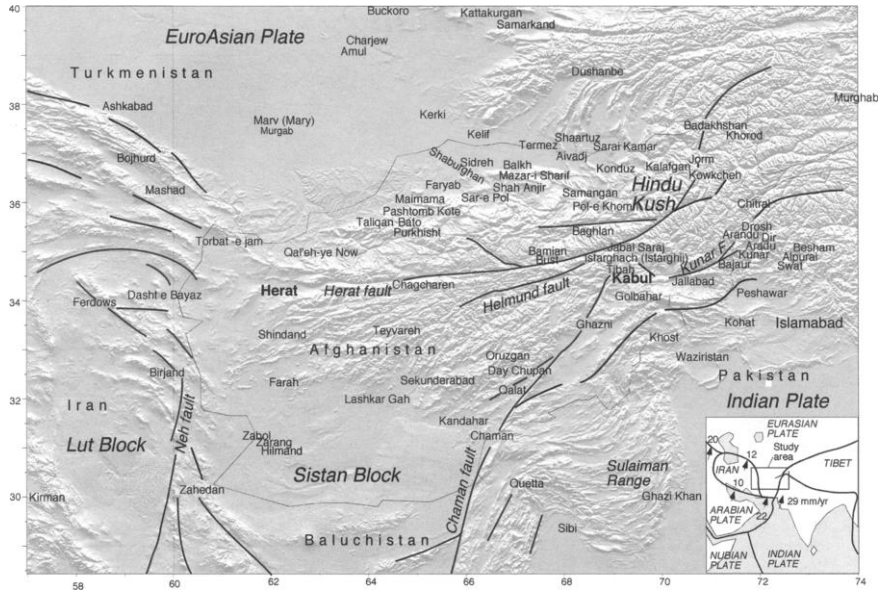 40
Buckoro
Kattakurgan
Samarkand
EuroAsian Plate
Charjew
Amul
Turkmenistan
Dushanbe
38
Ashkabad
Murghab
Marv (Mary)
Murgab
Kerki
Kelif
Termez
Shaartuz
Aivadj
Sarai Kamar
Badakhshan
Khorod
Bojnurd
Shaburghan
Sidreh
Balkh
Mazar-i Sharif
Konduz
Kalafgan
Jorm
Kowkcheh
Mashad
Faryab
Shah Anjir
Samangan
Hindu
Kush
Maimama
Sar-e Pol
Pol-e Khom
Chitral
36
Pashtomb Kote
Taliqan Bato
Purkhisht
Baghlan
Drosh
Arandu
Dir
Torbat -e jam
Qal'eh-ye Now
Bamian
Bust
Jabal Saraj
Istarghach (Istarghij)
Tibah
Kabul
Kunar F.
Aradu
Kunar
Bajaur
Besham
Alpurai
Swat
Herat
Herat fault
Chagcharen
Helmund fault
Jallabad
Peshawar
34
Ferdows
Dasht e Bayaz
Golbahar
Shindand
Teyvareh
Ghazni
Khost
Kohat
Islamabad
Afghanistan
Oruzgan
Day Chupan
Qalat
Waziristan
Birjand
Farah
Sekunderabad
Pakistan
32
Iran
Lashkar Gah
Indian Plate
Kandahar
Chaman
Lut Block
Neh fault
Zabol
Zarang
Hilmand
Sistan Block
Chaman fault
Sulaiman
Range
30
Kirman
Zahedan
Quetta
Ghazi Khan
Baluchistan
Sibi
EURASIAN
PLATE
Study
area
20
12
IRAN
TIBET
10
29 mm/yr
ARABIAN
PLATE
22
NUBIAN
PLATE
INDIAN
PLATE
58
60
62
64
66
68
70
72
74